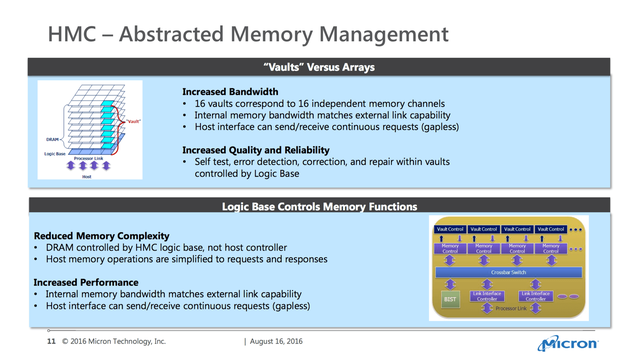 HMC – Abstracted Memory Management
"Vaults" Versus Arrays
"Vault"
DRAM
Logic Base
Processor Link
Host
Increased Bandwidth
• 16 vaults correspond to 16 independent memory channels
• Internal memory bandwidth matches external link capability
• Host interface can send/receive continuous requests (gapless)
Increased Quality and Reliability
• Self test, error detection, correction, and repair within vaults
controlled by Logic Base
Logic Base Controls Memory Functions
Reduced Memory Complexity
• DRAM controlled by HMC logic base, not host controller
• Host memory operations are simplified to requests and responses
Increased Performance
• Internal memory bandwidth matches external link capability
• Host interface can send/receive continuous requests (gapless)
Vault Control Vault Control Vault Control Vault Control
Memory Control Memory Control Memory Control Memory Control
Crossbar Switch
BIST
Link Interface Controller Link Interface Controller
Processor Link
11 © 2016 Micron Technology, Inc. | August 16, 2016
Micron